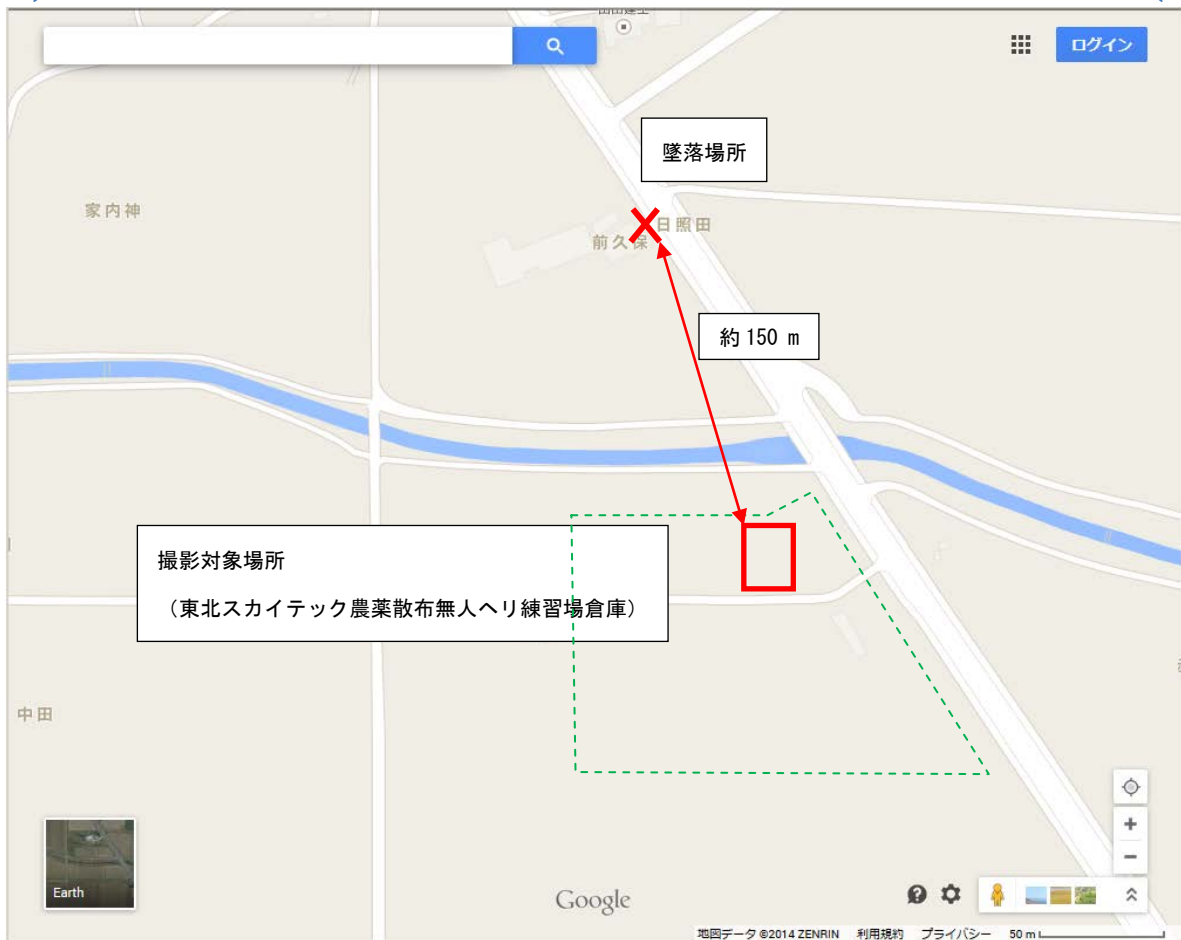 ログイン
墜落場所
家内神
日照田
前久保
約150 m
撮影対象場所
（東北スカイテック農薬散布無人ヘリ練習場倉庫）
中田
Earth
Google
地図データ ©2014 ZENRIN 利用規約 プライバシー 50 m